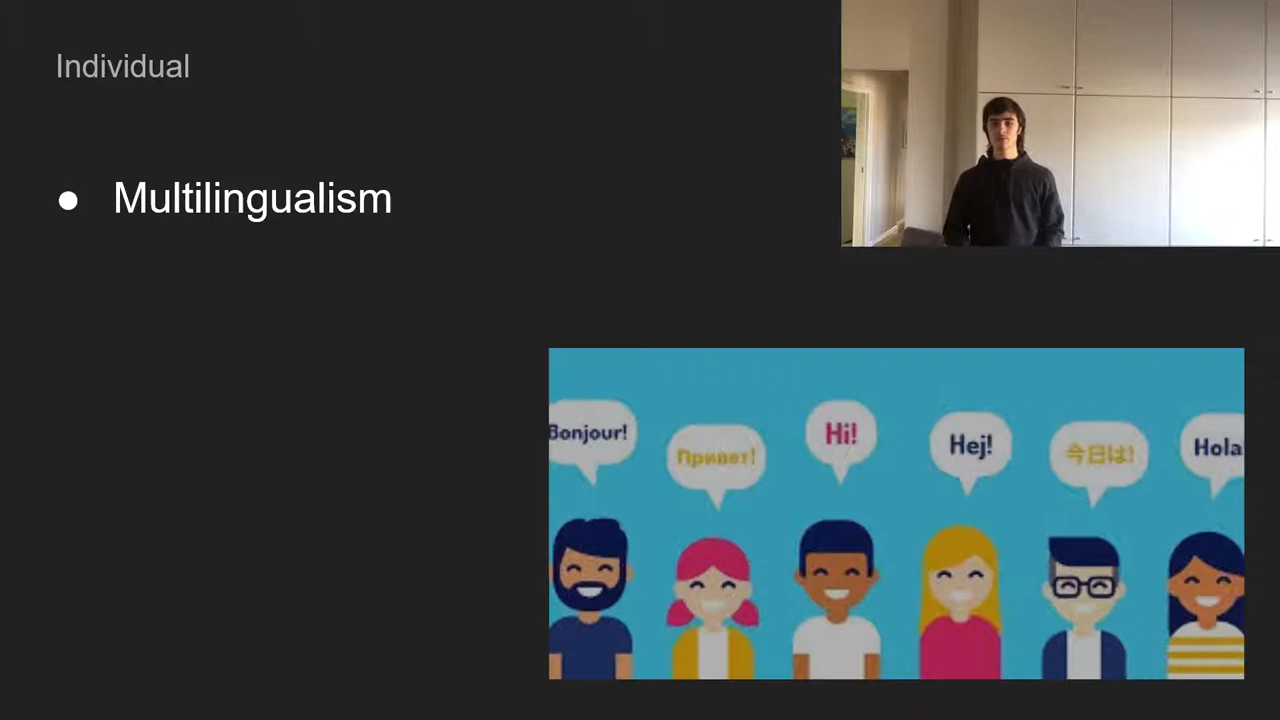 Individual
● Multilingualism
Bonjour!
Привет!
Hi!
Hej!
今日は!
Hola